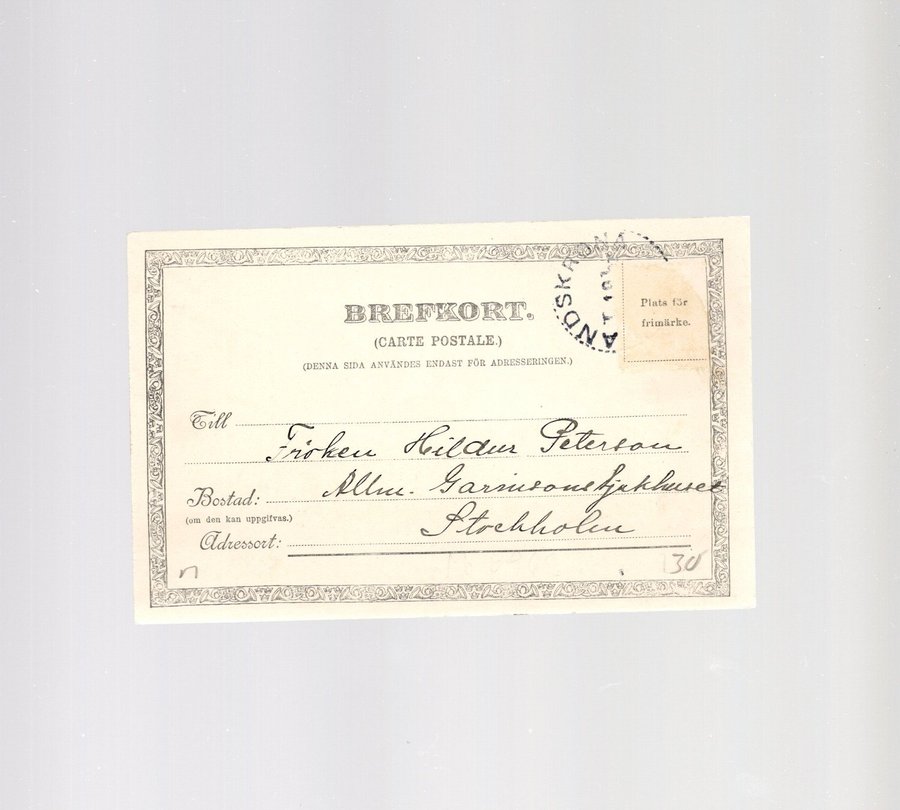 BREFKORT.
(CARTE POSTALE.)
(DENNA SIDA ANVÄNDES ENDAST FÖR ADRESSERINGEN.)
ANDSKRONA
Plats för
frimärke.
Till
Fröken Hildur Peterson
Bostad: Allm. Garnisonssjukhuset
(om den kan uppgifvas.)
Stockholm
Adressort:
30